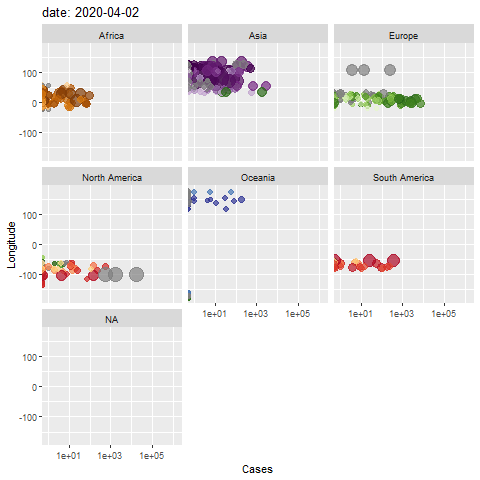 date: 2020-04-02
Africa
Asia
Europe
100
0
-100
North America
Oceania
South America
100
0
-100
1e+01
1e+03
1e+05
1e+01
1e+03
1e+05
NA
100
0
-100
1e+01
1e+03
1e+05
Longitude
Cases